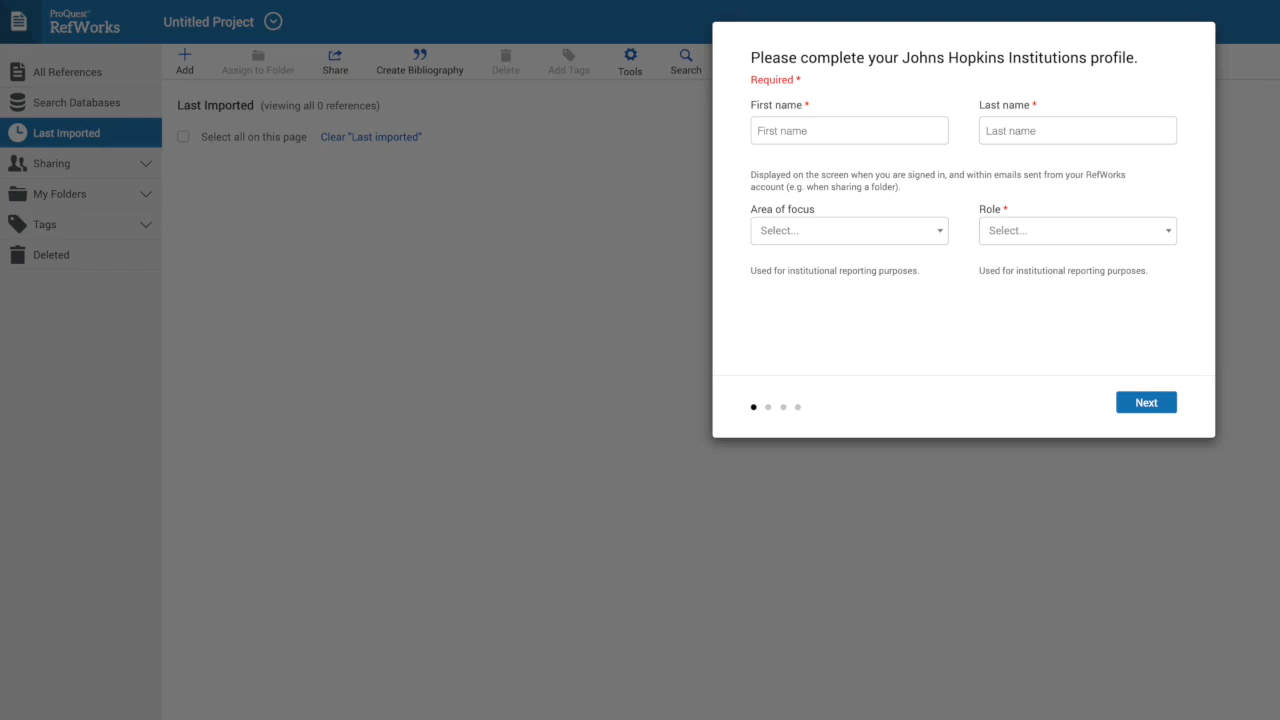 ProQuest®
RefWorks
Untitled Project
All References
Search Databases
Last Imported
Sharing
My Folders
Tags
Deleted
Add
Assign to Folder
Share
Create Bibliography
Delete
Add Tags
Tools
Search
Last Imported (viewing all 0 references)
Select all on this page Clear "Last imported"
Please complete your Johns Hopkins Institutions profile.
Required *
First name * Last name *
First name Last name
Displayed on the screen when you are signed in, and within emails sent from your RefWorks
account (e.g. when sharing a folder).
Area of focus Role *
Select... Select...
Used for institutional reporting purposes. Used for institutional reporting purposes.
Next